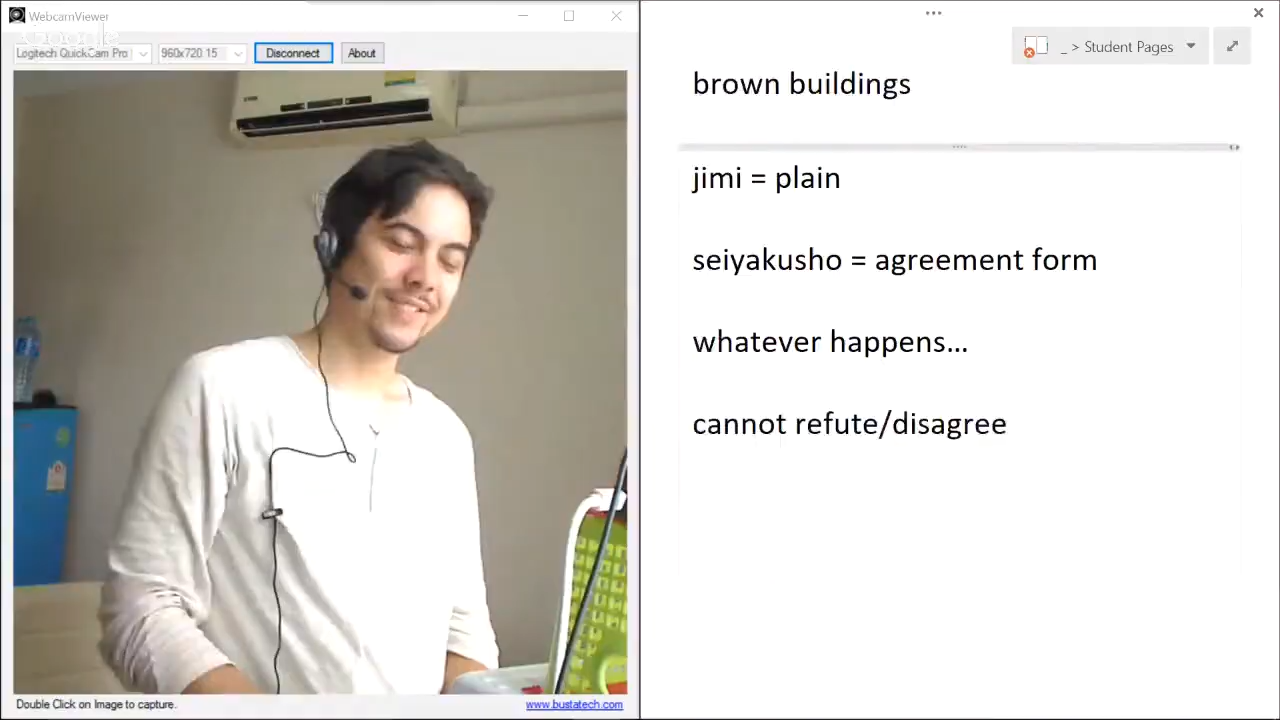 WebcamViewer
Google
Logitech QuickCam Pro
960x720 15
Disconnect
About
Double Click on Image to capture.
www.bustatech.com
_ > Student Pages
brown buildings
jimi = plain
seiyakusho = agreement form
whatever happens...
cannot refute/disagree